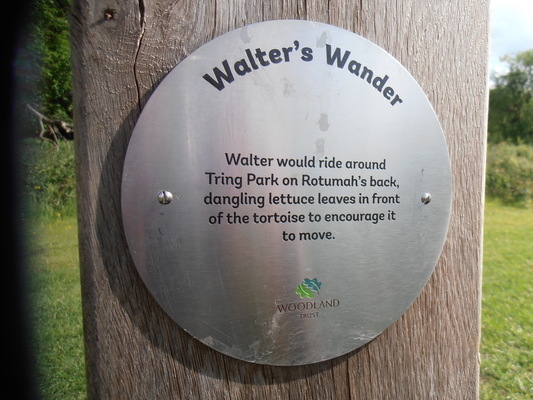 Walter's Wander
Walter would ride around
Tring Park on Rotumah's back,
dangling lettuce leaves in front
of the tortoise to encourage it
to move.
WOODLAND
TRUST